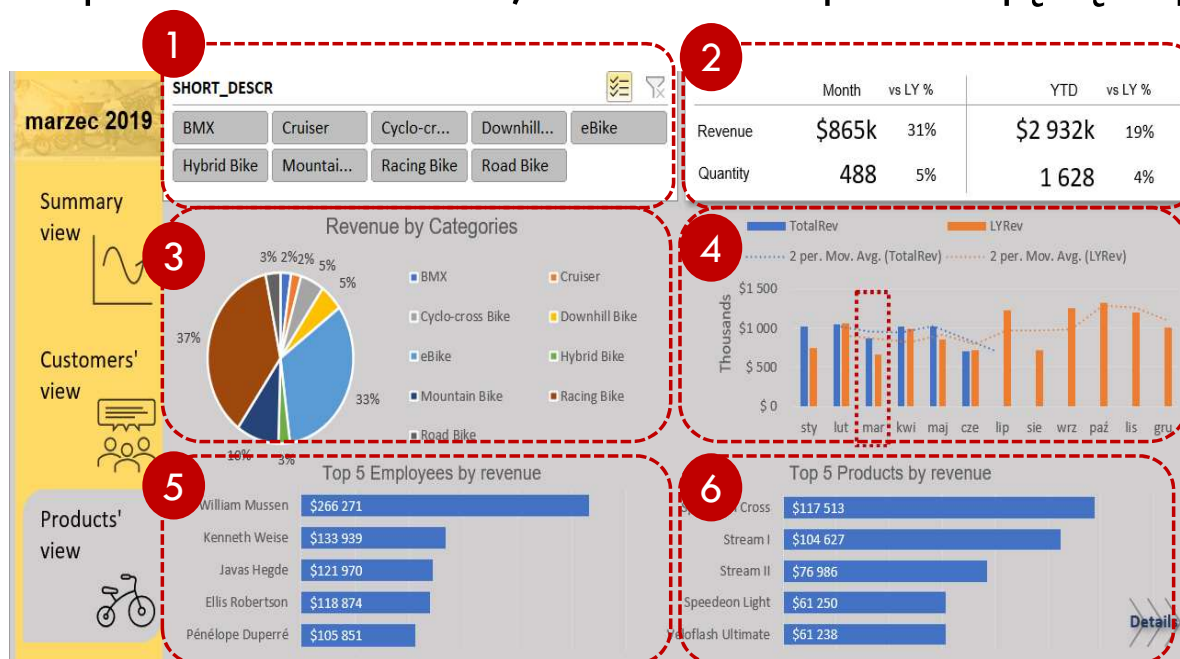 1
2
SHORT_DESCR
marzec 2019
BMX
Cruiser
Cyclo-cr...
Downhill...
eBike
Hybrid Bike
Mountai...
Racing Bike
Road Bike
Month vs LY % YTD vs LY %
Revenue $865k 31% $2 932k 19%
Quantity 488 5% 1 628 4%
Summary
view
Customers'
view
Products'
view
3
Revenue by Categories
3% 2% 2% 5%
5%
37%
33%
10%
3%
BMX
Cruiser
Cyclo-cross Bike
Downhill Bike
eBike
Hybrid Bike
Mountain Bike
Racing Bike
Road Bike
4
TotalRev
LYRev
2 per. Mov. Avg. (TotalRev)
2 per. Mov. Avg. (LYRev)
Thousands
$1 500
$1 000
$ 500
$ 0
sty lut mar kwi maj cze lip sie wrz paź lis gru
5
Top 5 Employees by revenue
William Mussen $266 271
Kenneth Weise $133 939
Javas Hegde $121 970
Ellis Robertson $118 874
Pénélope Duperré $105 851
6
Top 5 Products by revenue
Cross $117 513
Stream I $104 627
Stream II $76 986
Speedeon Light $61 250
Veloflash Ultimate $61 238
Details